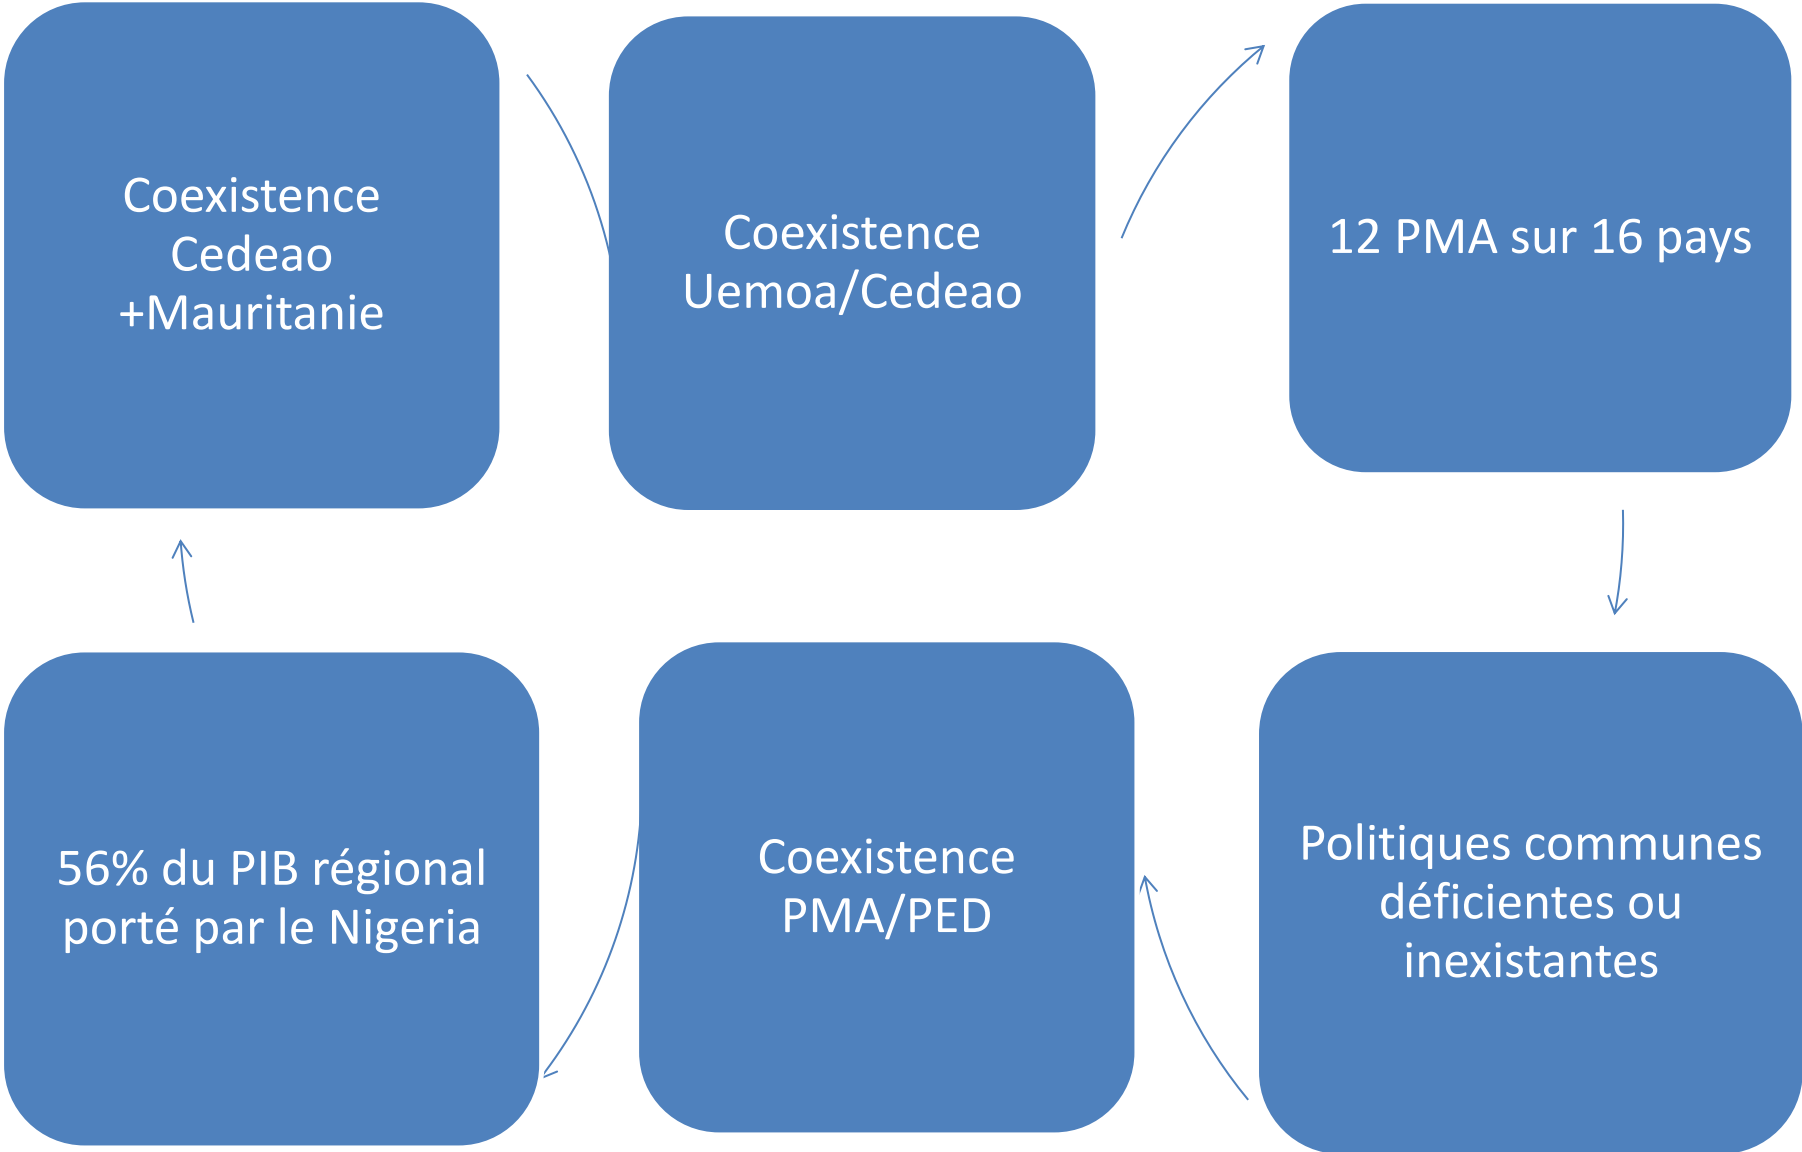 Coexistence
Cedeao
+Mauritanie
Coexistence
Uemoa/Cedeao
12 PMA sur 16 pays
56% du PIB régional
porté par le Nigeria
Coexistence
PMA/PED
Politiques communes
déficientes ou
inexistantes